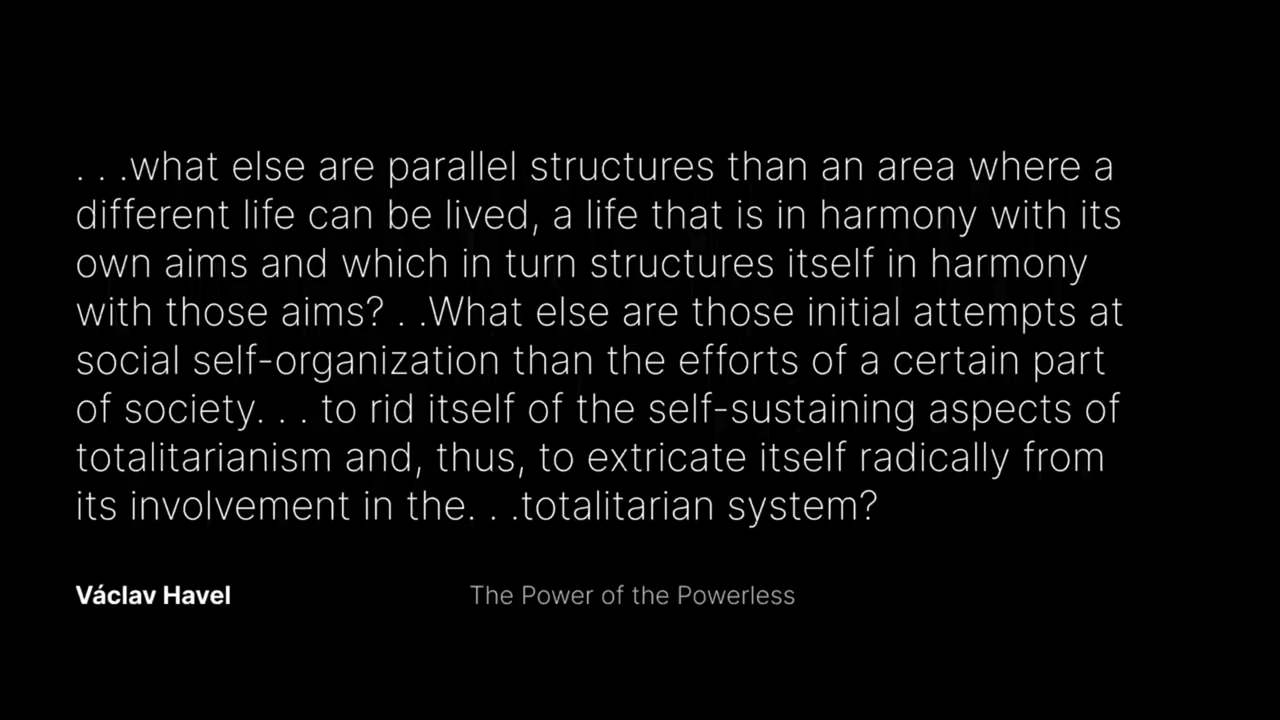 . . .what else are parallel structures than an area where a
different life can be lived, a life that is in harmony with its
own aims and which in turn structures itself in harmony
with those aims? . .What else are those initial attempts at
social self-organization than the efforts of a certain part
of society. . . to rid itself of the self-sustaining aspects of
totalitarianism and, thus, to extricate itself radically from
its involvement in the. . .totalitarian system?
Václav Havel
The Power of the Powerless